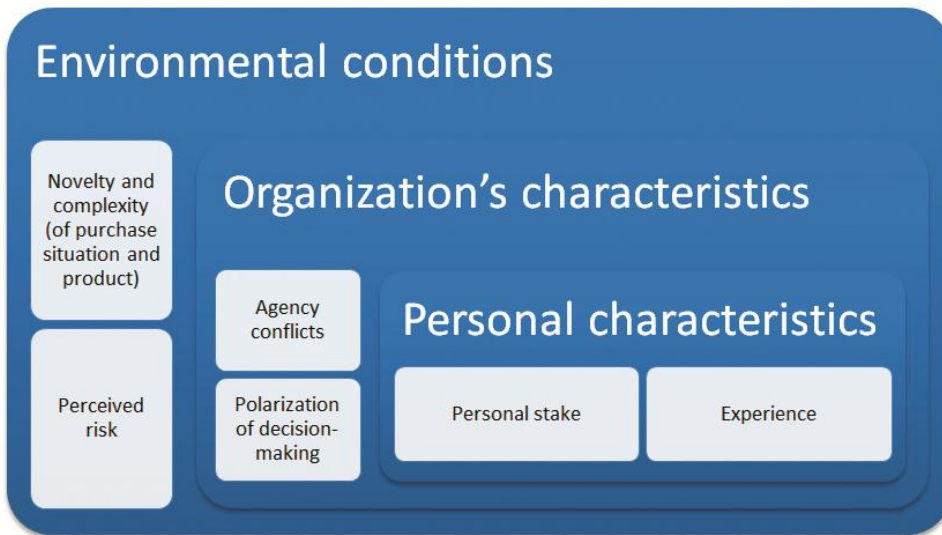 Environmental conditions
Novelty and
complexity
(of purchase
situation and
product)
Perceived
risk
Organization’s characteristics
Agency
conflicts
Polarization
of decision-
making
Personal characteristics
Personal stake
Experience